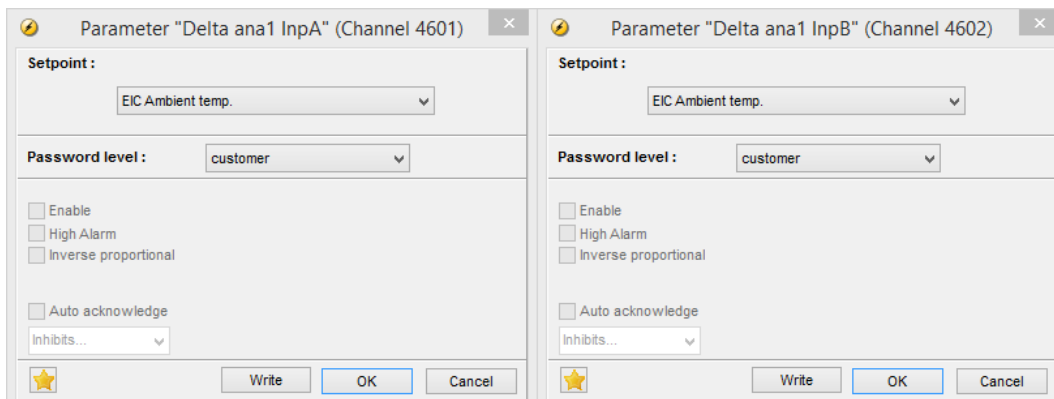 Parameter "Delta ana1 InpA" (Channel 4601)
Setpoint :
EIC Ambient temp.
Password level :
customer
Enable
High Alarm
Inverse proportional
Auto acknowledge
Inhibits...
Write
OK
Cancel
Parameter "Delta ana1 InpB" (Channel 4602)
Setpoint :
EIC Ambient temp.
Password level :
customer
Enable
High Alarm
Inverse proportional
Auto acknowledge
Inhibits...
Write
OK
Cancel